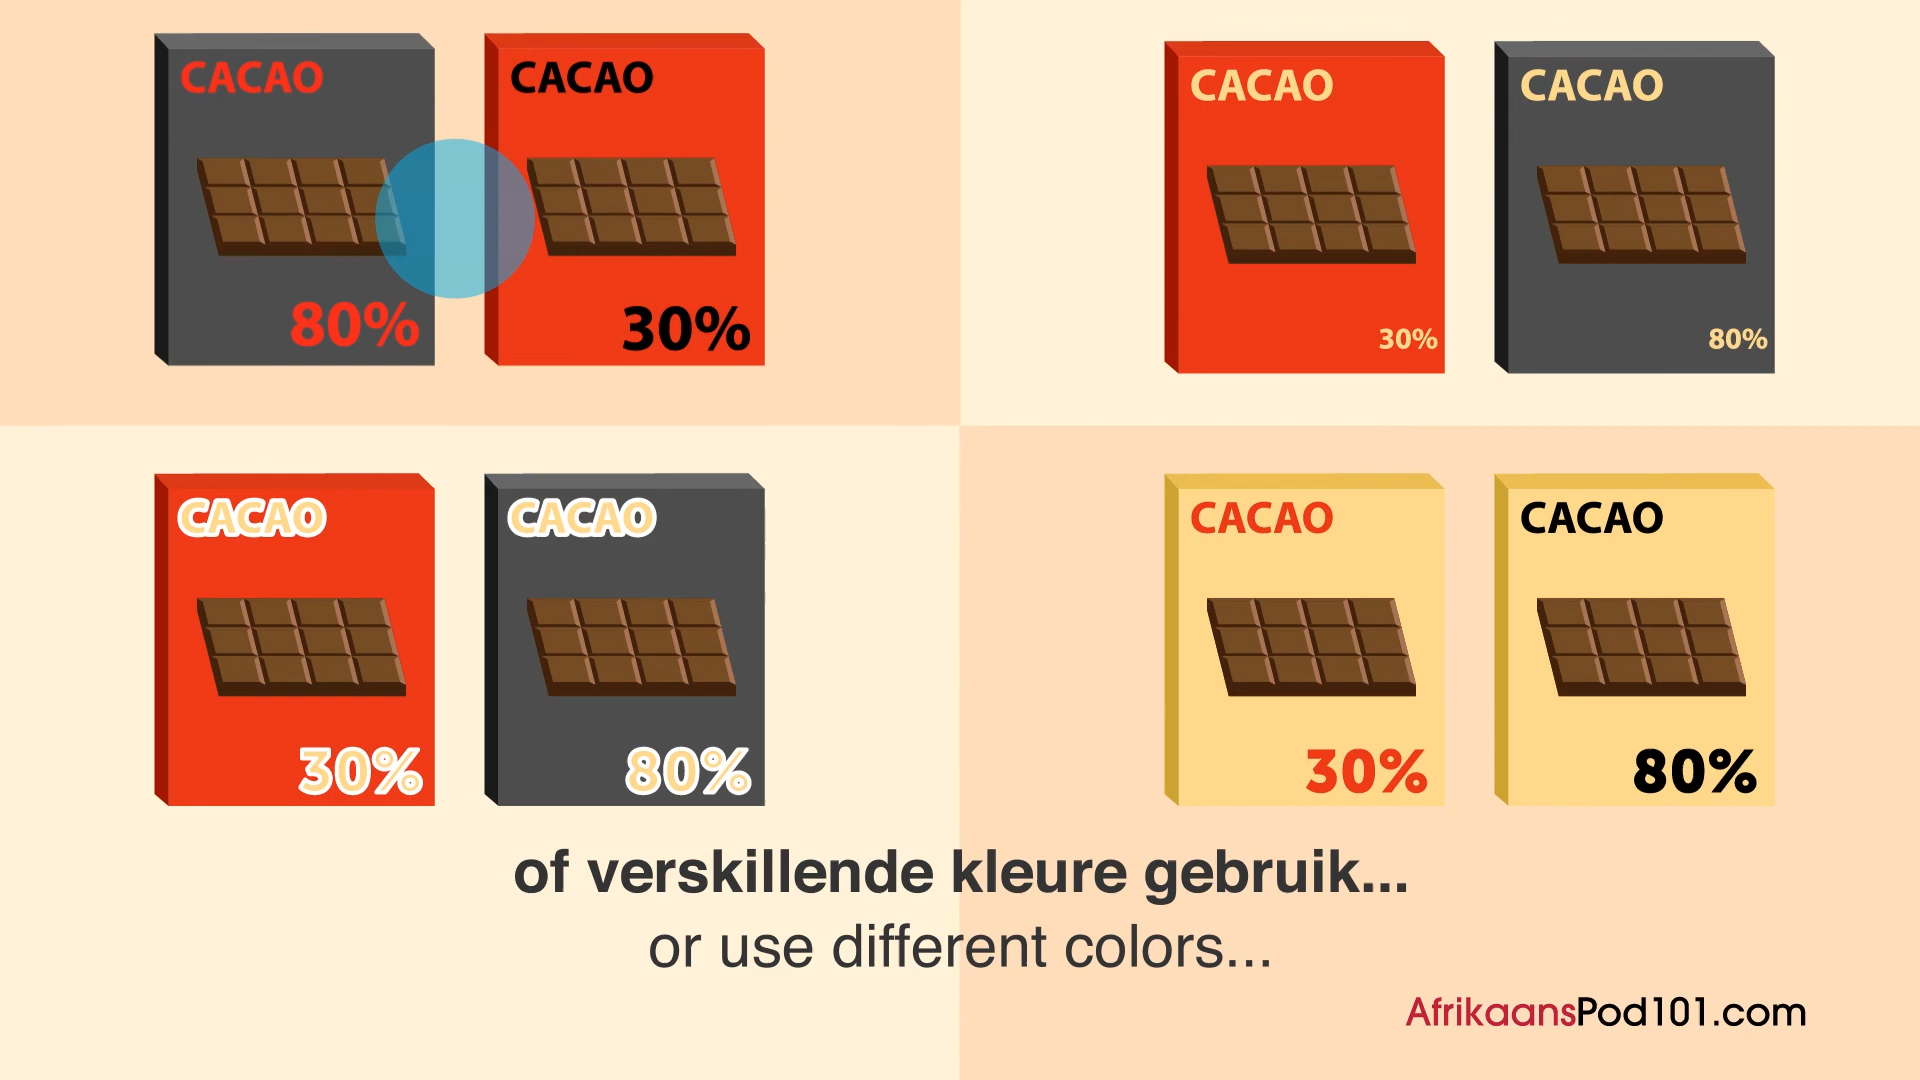 CACAO
80%
CACAO
30%
CACAO
30%
CACAO
80%
CACAO
30%
CACAO
80%
CACAO
30%
CACAO
80%
of verskillende kleure gebruik...
or use different colors...
AfrikaansPod101.com